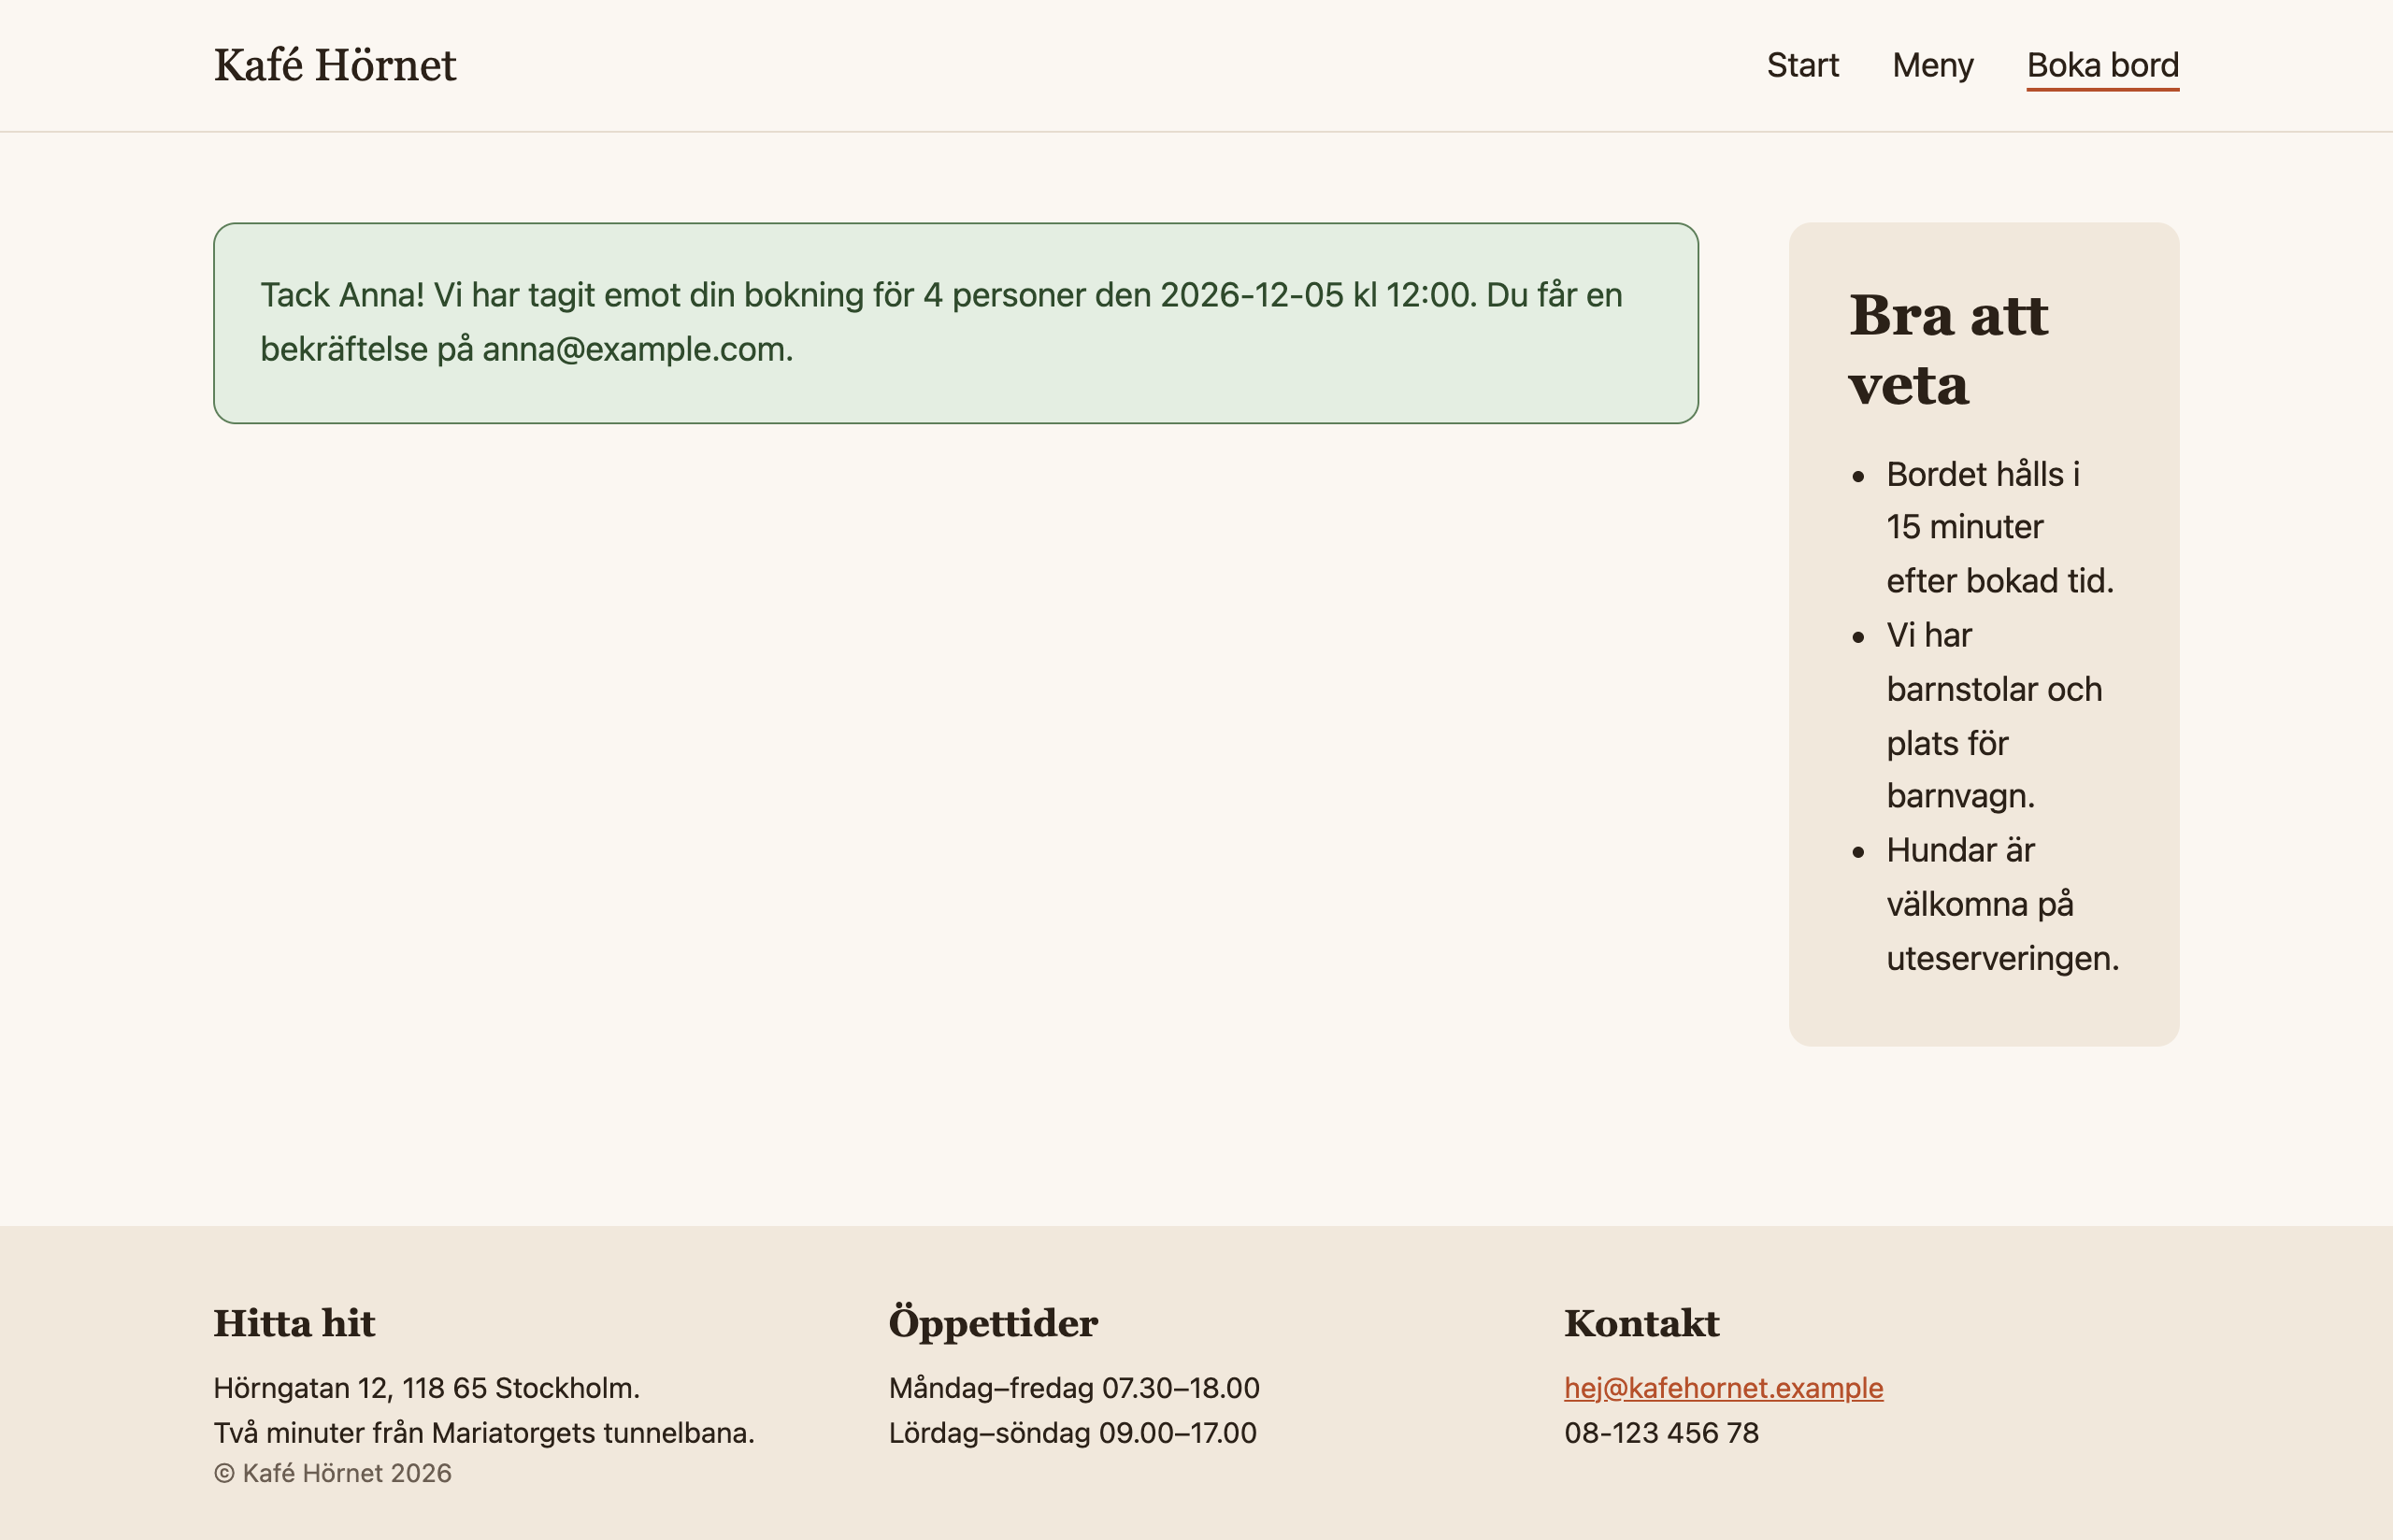 Kafé Hörnet
Start Meny Boka bord
Tack Anna! Vi har tagit emot din bokning för 4 personer den 2026-12-05 kl 12:00. Du får en
bekräftelse på anna@example.com.
Bra att
veta
• Bordet hålls i
15 minuter
efter bokad tid.
• Vi har
barnstolar och
plats för
barnvagn.
• Hundar är
välkomna på
uteserveringen.
Hitta hit
Hörngatan 12, 118 65 Stockholm.
Två minuter från Mariatorgets tunnelbana.
© Kafé Hörnet 2026
Öppettider
Måndag–fredag 07.30–18.00
Lördag–söndag 09.00–17.00
Kontakt
hej@kafehornet.example
08-123 456 78